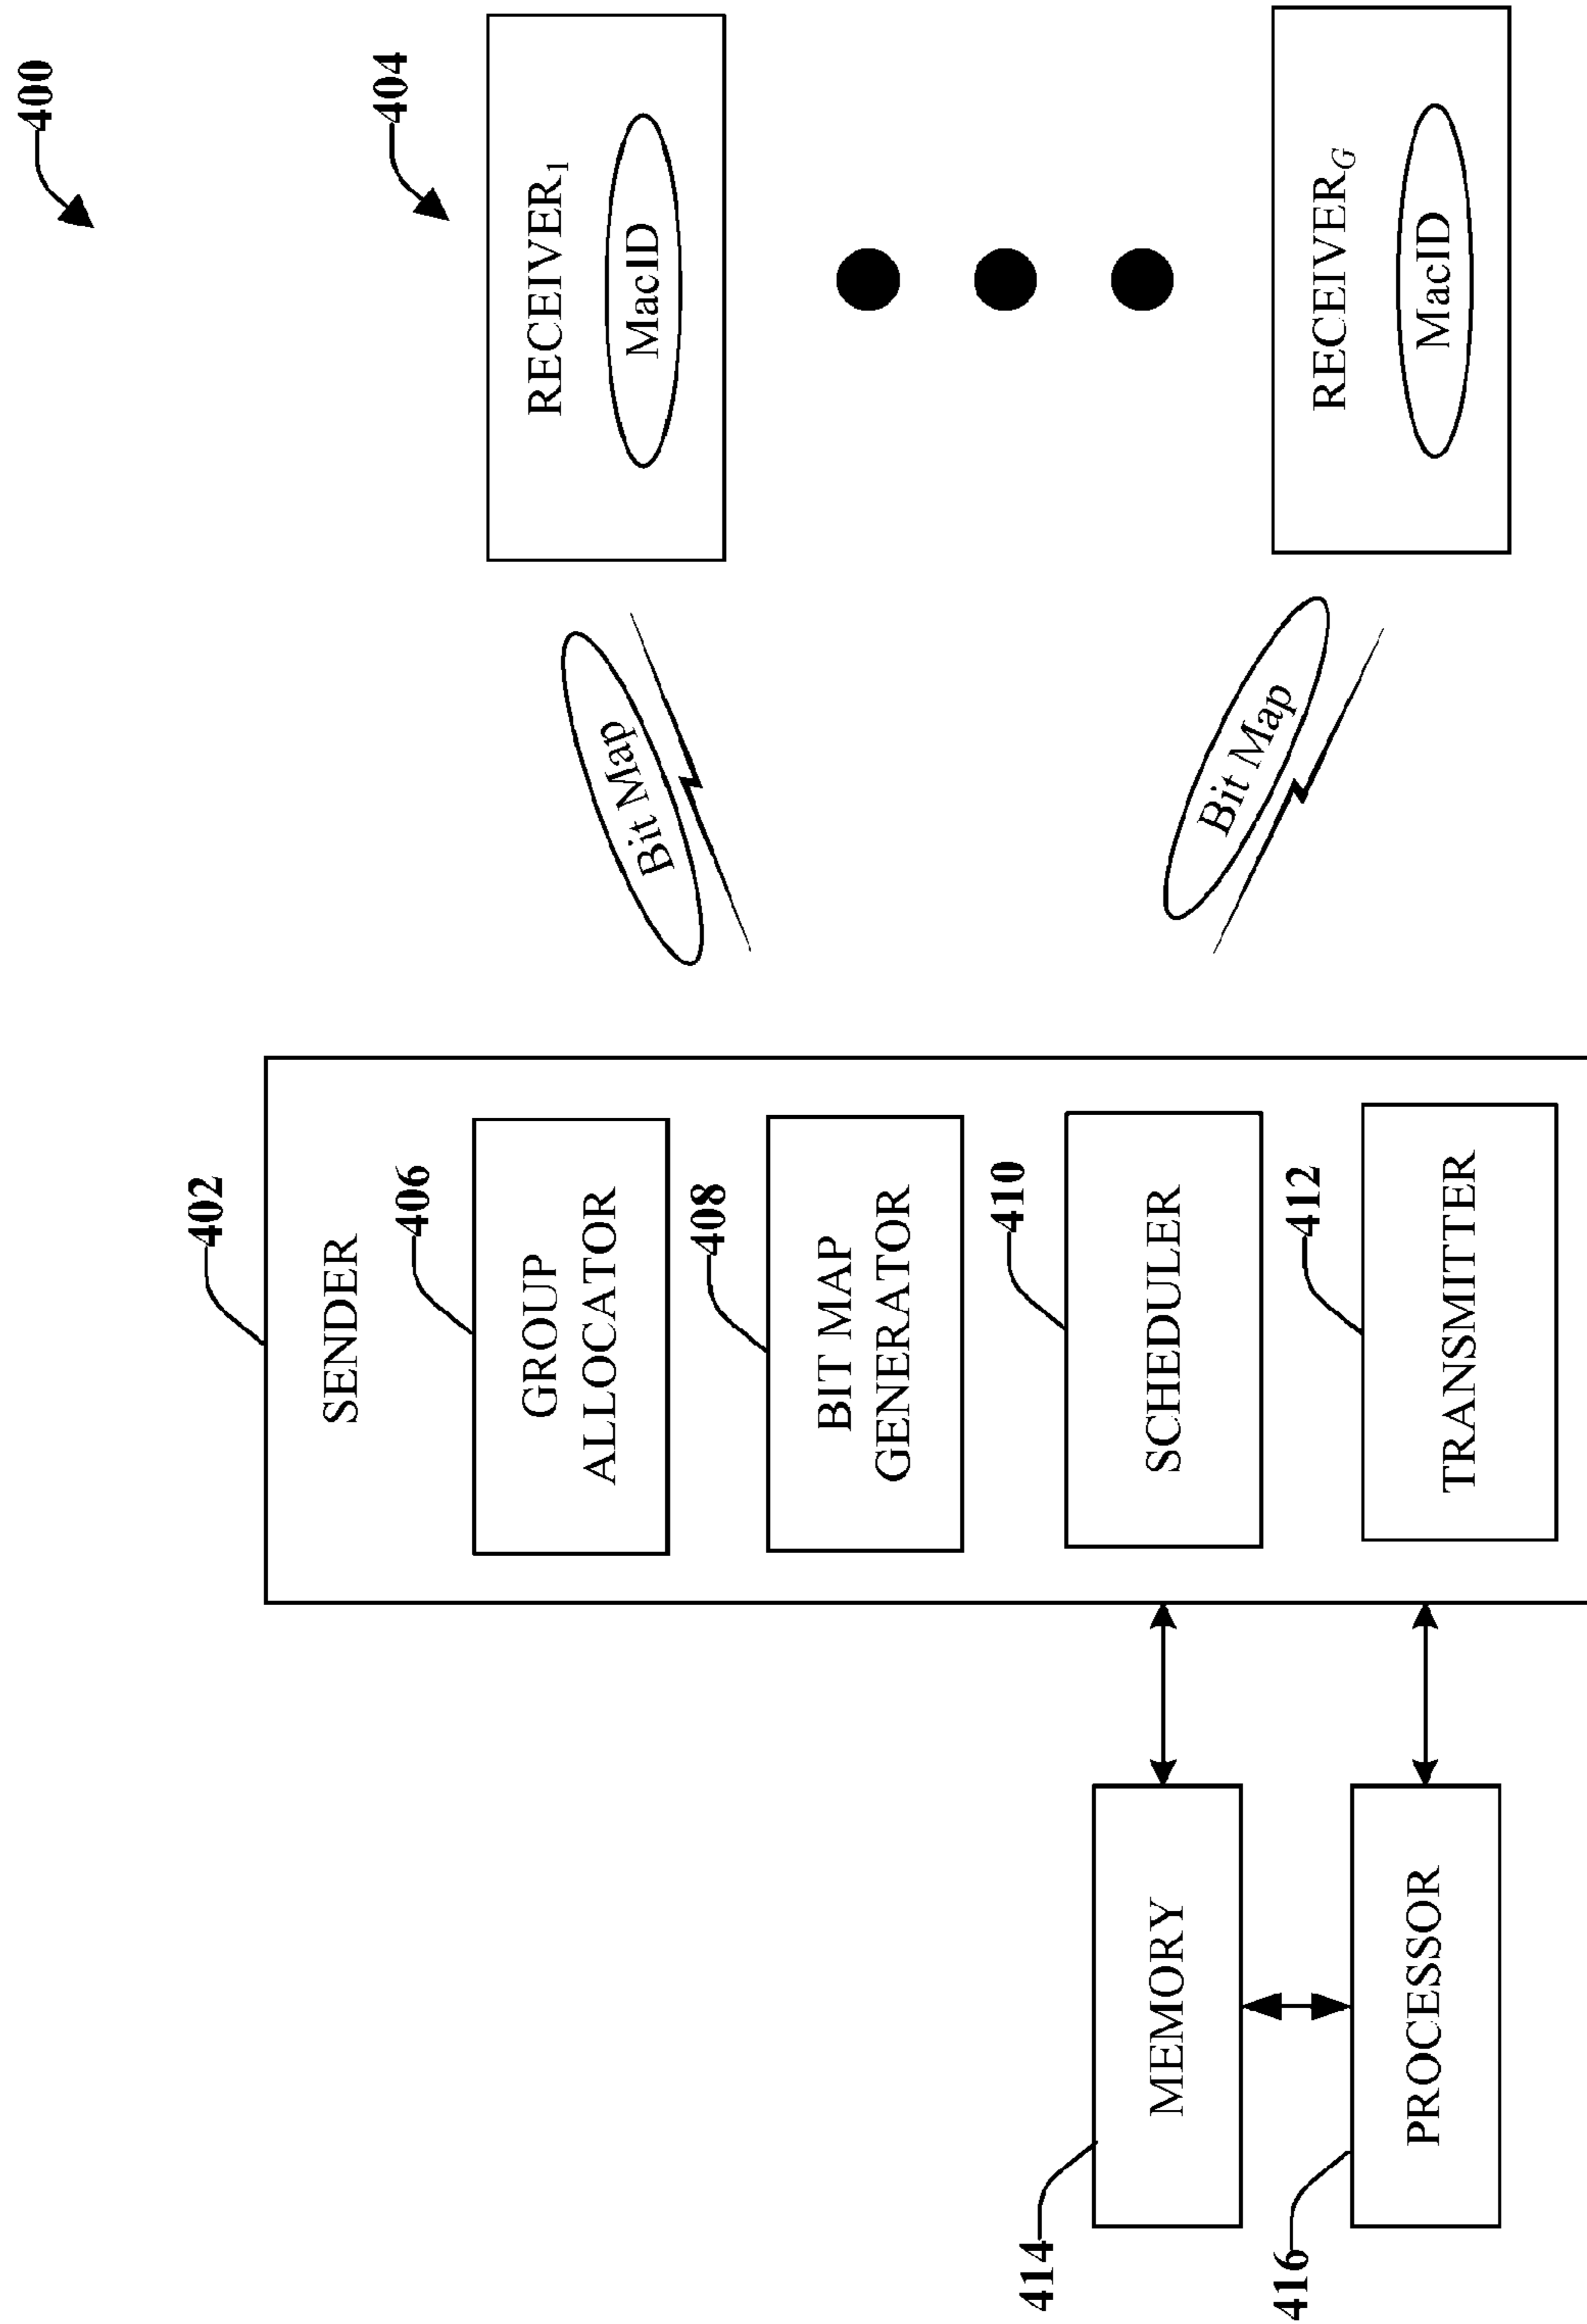 400
402
404
SENDER
406
GROUP
ALLOCATOR
408
BIT MAP
GENERATOR
410
SCHEDULER
412
TRANSMITTER
414
MEMORY
416
PROCESSOR
Bit Map
Bit Map
RECEIVER1
MacID
RECEIVERG
MacID